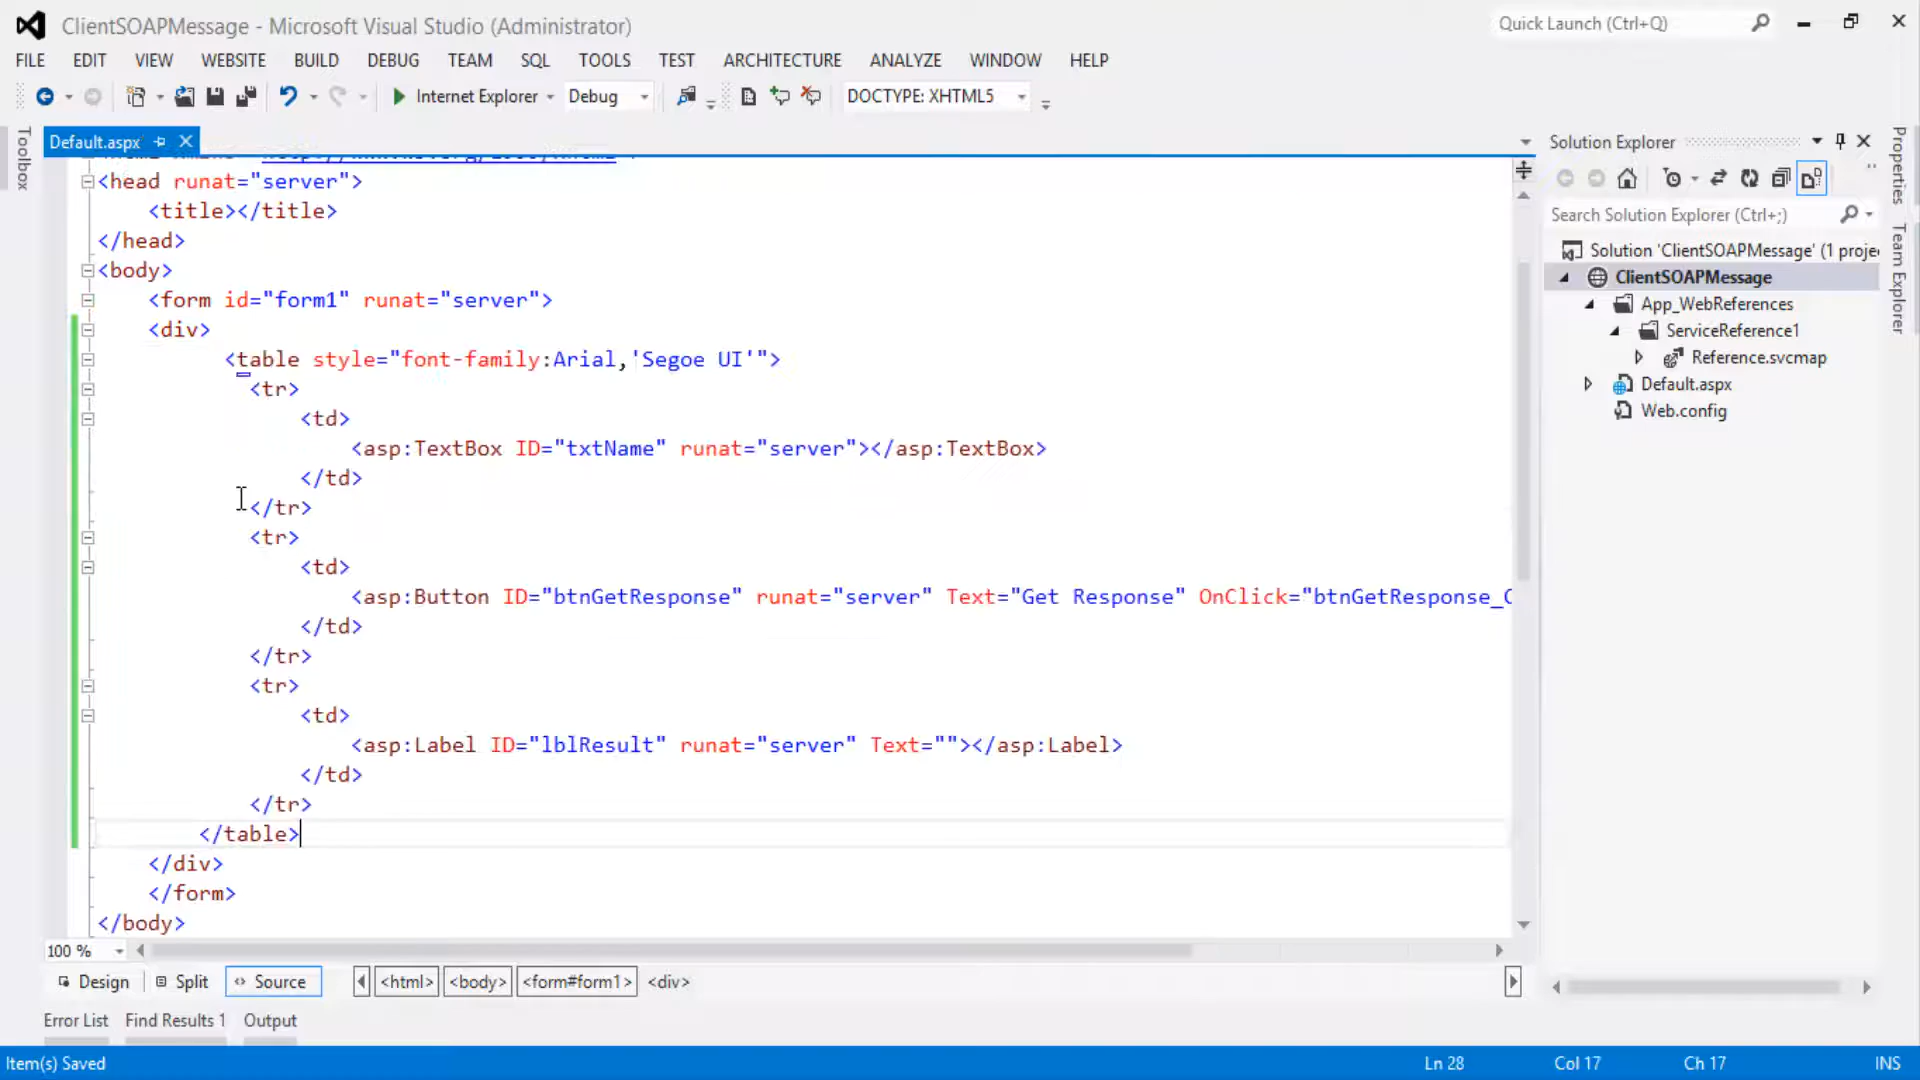 ClientSOAPMessage - Microsoft Visual Studio (Administrator)
Quick Launch (Ctrl+Q)
FILE EDIT VIEW WEBSITE BUILD DEBUG TEAM SQL TOOLS TEST ARCHITECTURE ANALYZE WINDOW HELP
Internet Explorer Debug DOCTYPE: XHTML5
Toolbox
Default.aspx
<head runat="server">
<title></title>
</head>
<body>
<form id="form1" runat="server">
<div>
<table style="font-family:Arial,'Segoe UI'">
<tr>
<td>
<asp:TextBox ID="txtName" runat="server"></asp:TextBox>
</td>
</tr>
<tr>
<td>
<asp:Button ID="btnGetResponse" runat="server" Text="Get Response" OnClick="btnGetResponse_C
</td>
</tr>
<tr>
<td>
<asp:Label ID="lblResult" runat="server" Text=""></asp:Label>
</td>
</tr>
</table>
</div>
</form>
</body>
100 %
Design Split Source <html> <body> <form#form1> <div>
Error List Find Results 1 Output
Item(s) Saved Ln 28 Col 17 Ch 17 INS
Solution Explorer
Search Solution Explorer (Ctrl+;)
Solution 'ClientSOAPMessage' (1 proje
ClientSOAPMessage
App_WebReferences
ServiceReference1
Reference.svcmap
Default.aspx
Web.config
Properties
Team Explorer